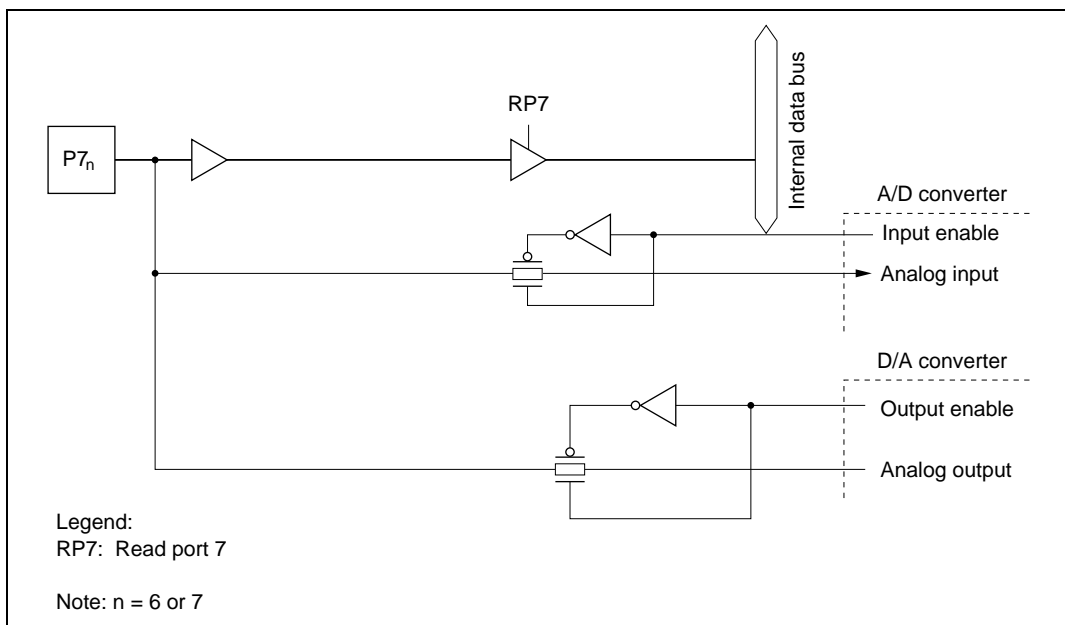 RP7
P7n
Internal data bus
A/D converter
Input enable
Analog input
D/A converter
Output enable
Analog output
Legend:
RP7: Read port 7
Note: n = 6 or 7